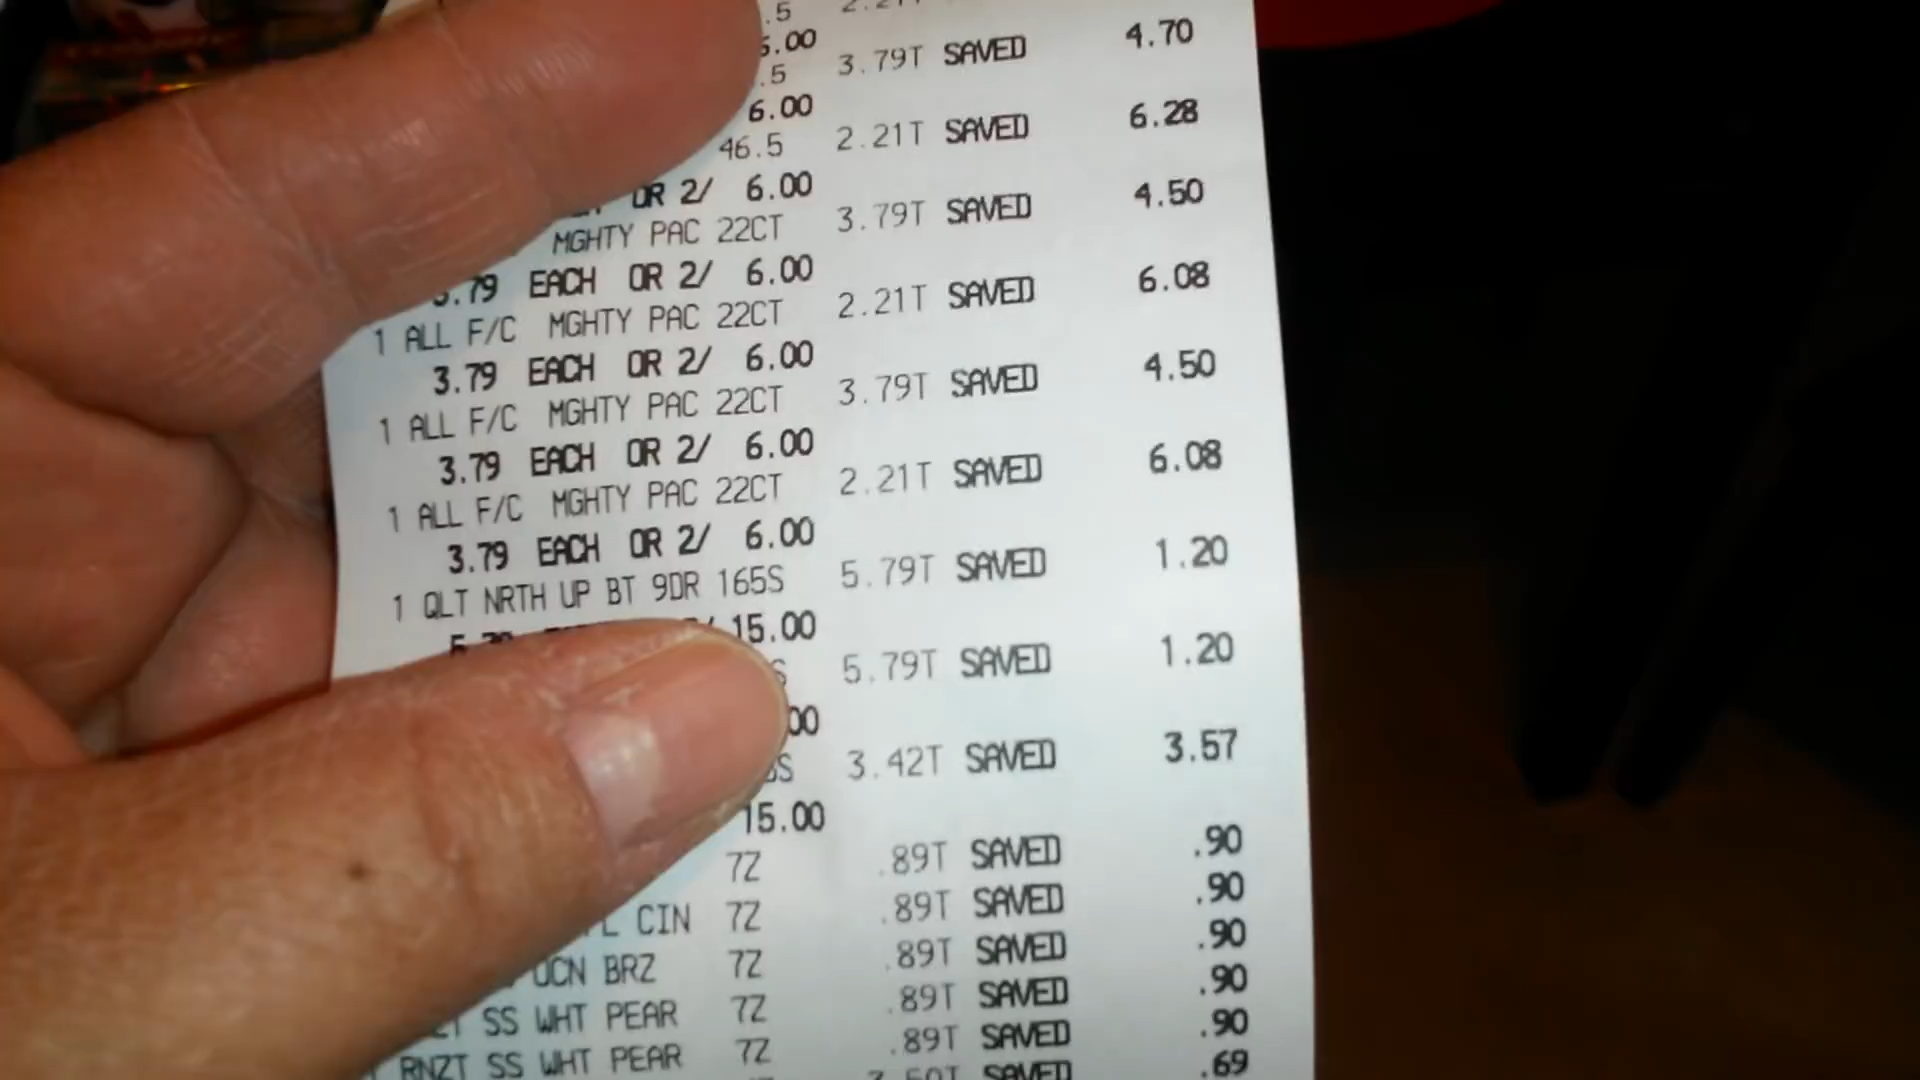 .5
.00 3.79T SAVED 4.70
.5
6.00
46.5 2.21T SAVED 6.28
OR 2/ 6.00
MGHTY PAC 22CT 3.79T SAVED 4.50
3.79 EACH OR 2/ 6.00
1 ALL F/C MGHTY PAC 22CT 2.21T SAVED 6.08
3.79 EACH OR 2/ 6.00
1 ALL F/C MGHTY PAC 22CT 3.79T SAVED 4.50
3.79 EACH OR 2/ 6.00
1 ALL F/C MGHTY PAC 22CT 2.21T SAVED 6.08
3.79 EACH OR 2/ 6.00
1 QLT NRTH UP BT 9DR 165S 5.79T SAVED 1.20
15.00
S 5.79T SAVED 1.20
00
S 3.42T SAVED 3.57
15.00
7Z .89T SAVED .90
CIN 7Z .89T SAVED .90
UCN BRZ 7Z .89T SAVED .90
SS WHT PEAR 7Z .89T SAVED .90
RNZT SS WHT PEAR 7Z .89T SAVED .90
SAVED .69